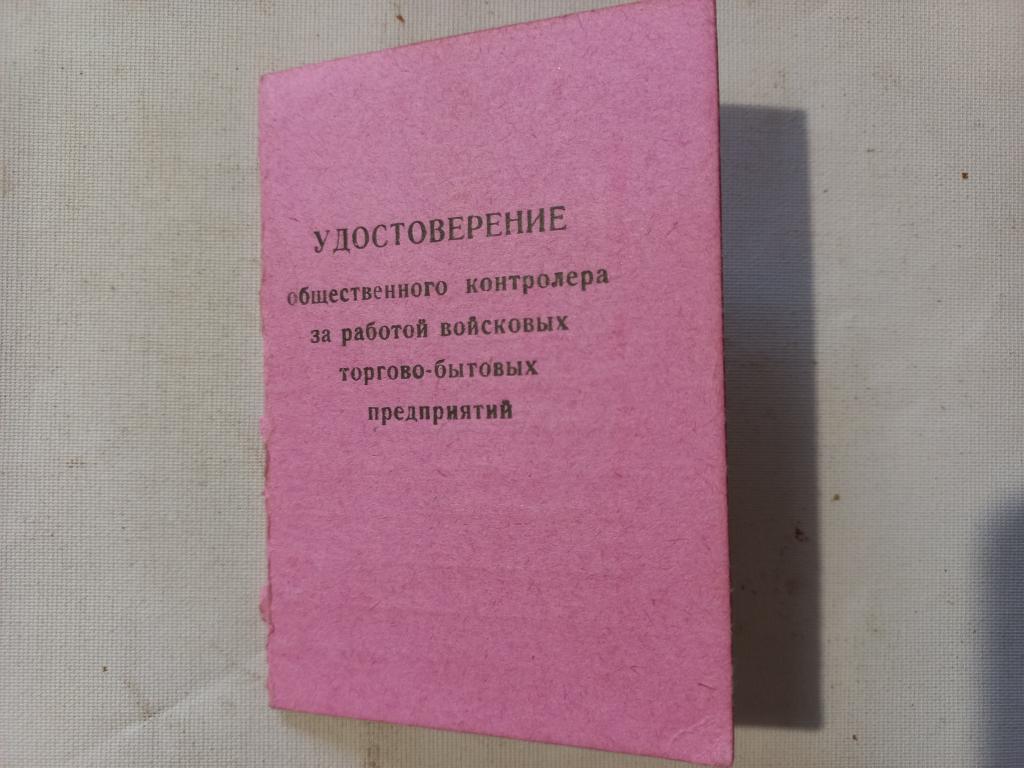 УДОСТОВЕРЕНИЕ
общественного контролера
за работой войсковых
торгово-бытовых
предприятий